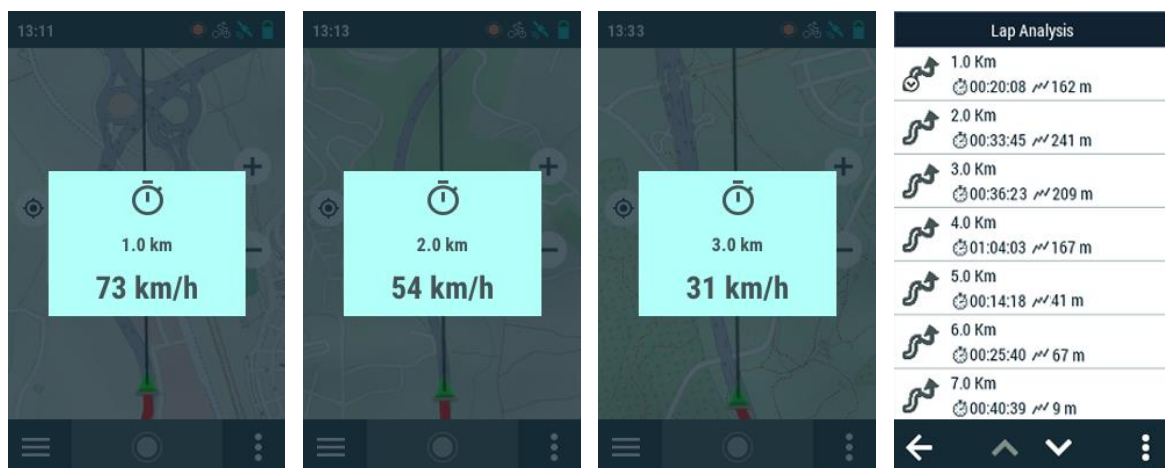 13:11
1.0 km
73 km/h
13:13
2.0 km
54 km/h
13:33
3.0 km
31 km/h
Lap Analysis
1.0 Km
00:20:08 162 m
2.0 Km
00:33:45 241 m
3.0 Km
00:36:23 209 m
4.0 Km
01:04:03 167 m
5.0 Km
00:14:18 41 m
6.0 Km
00:25:40 67 m
7.0 Km
00:40:39 9 m